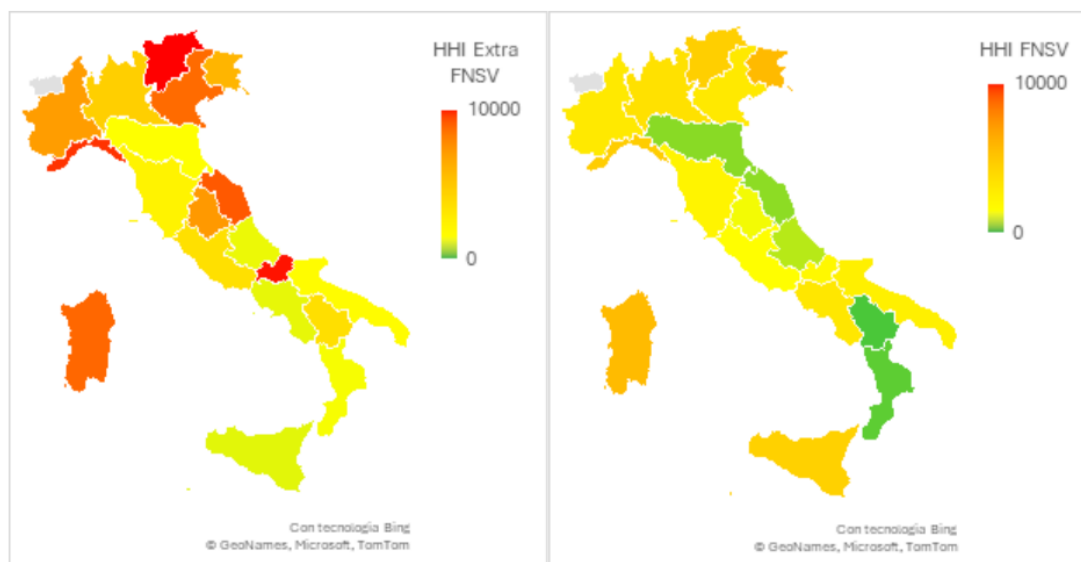 HHI Extra
FNSV
10000
0
Con tecnologia Bing
© GeoNames, Microsoft, TomTom
HHI FNSV
10000
0
Con tecnologia Bing
© GeoNames, Microsoft, TomTom